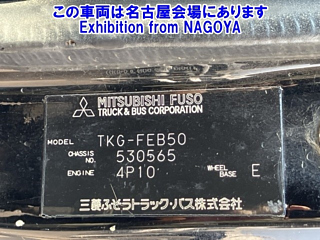 この車両は名古屋会場にあります
Exhibition from NAGOYA
MITSUBISHI FUSO
TRUCK & BUS CORPORATION
MODEL TKG-FEB50
CHASSIS NO. 530565
ENGINE 4P10 WHEEL BASE E
三菱ふそうトラック・バス株式会社